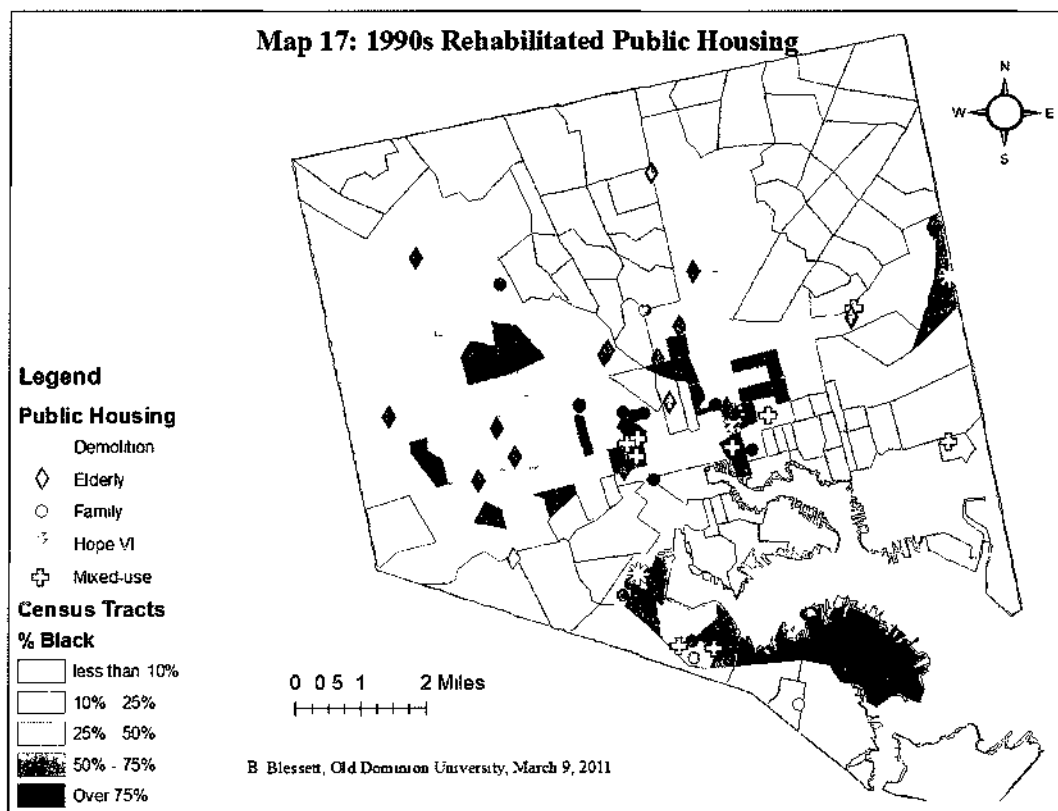 Map 17: 1990s Rehabilitated Public Housing
N
W E
S
Legend
Public Housing
Demolition
Elderly
Family
Hope VI
Mixed-use
Census Tracts
% Black
less than 10%
10% 25%
25% 50%
50% - 75%
Over 75%
0 0 5 1 2 Miles
B Blessett, Old Dominion University, March 9, 2011